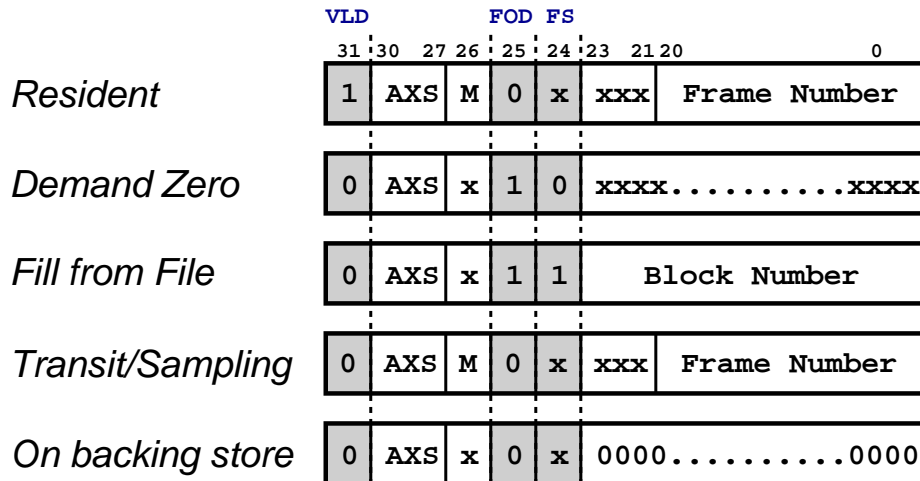 VLD FOD FS
31 30 27 26 25 24 23 21 20 0
Resident 1 AXS M 0 x xxx Frame Number
Demand Zero 0 AXS x 1 0 xxxx..........xxxx
Fill from File 0 AXS x 1 1 Block Number
Transit/Sampling 0 AXS M 0 x xxx Frame Number
On backing store 0 AXS x 0 x 0000..........0000